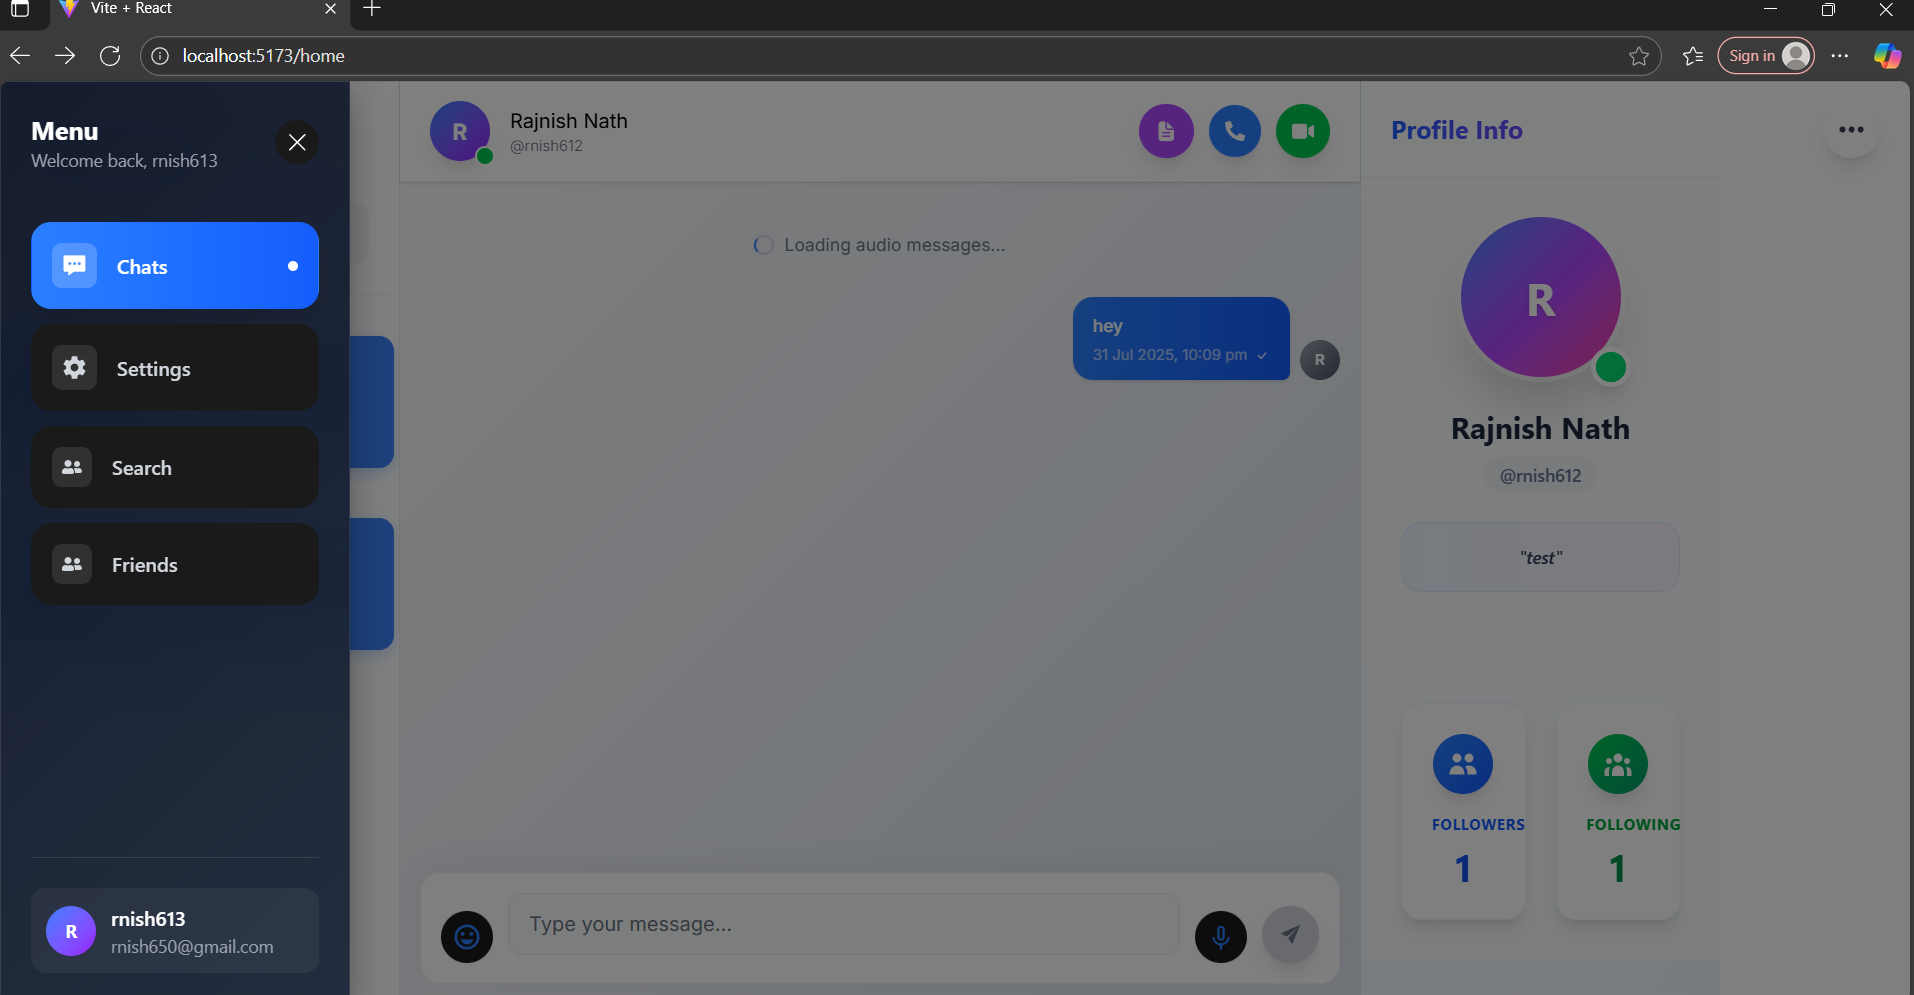 Vite + React
localhost:5173/home
Sign in
Menu
Welcome back, rnish613
Chats
Settings
Search
Friends
R
rnish613
rnish650@gmail.com
R
Rajnish Nath
@rnish612
Loading audio messages...
hey
31 Jul 2025, 10:09 pm
R
Type your message...
Profile Info
R
Rajnish Nath
@rnish612
"test"
FOLLOWERS
1
FOLLOWING
1